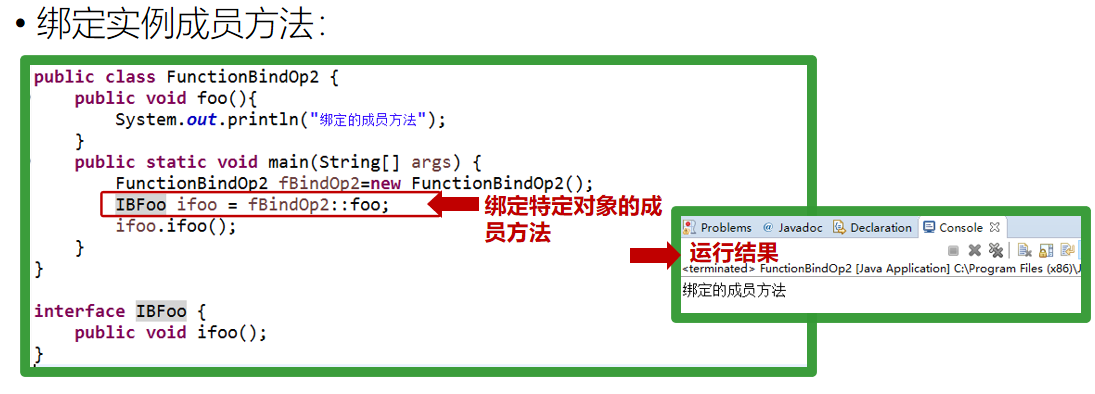 • 绑定实例成员方法：
public class FunctionBindOp2 {
public void foo(){
System.out.println("绑定的成员方法");
}
public static void main(String[] args) {
FunctionBindOp2 fBindOp2=new FunctionBindOp2();
IBFoo ifoo = fBindOp2::foo;
ifoo.ifoo();
}
}
interface IBFoo {
public void ifoo();
}
绑定特定对象的成
员方法
Problems @ Javadoc Declaration Console
运行结果
<terminated> FunctionBindOp2 [Java Application] C:\Program Files (x86)\J
绑定的成员方法